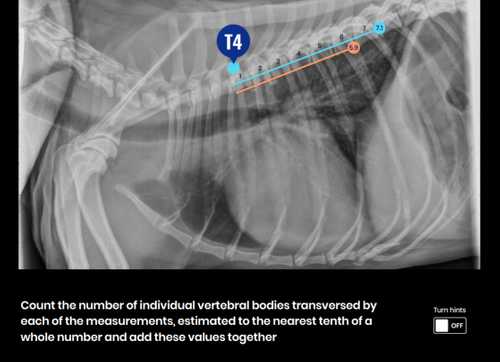 T4
7.1
5.9
1 2 3 4 5 6 7
Count the number of individual vertebral bodies transversed by
each of the measurements, estimated to the nearest tenth of a
whole number and add these values together
Turn hints
OFF